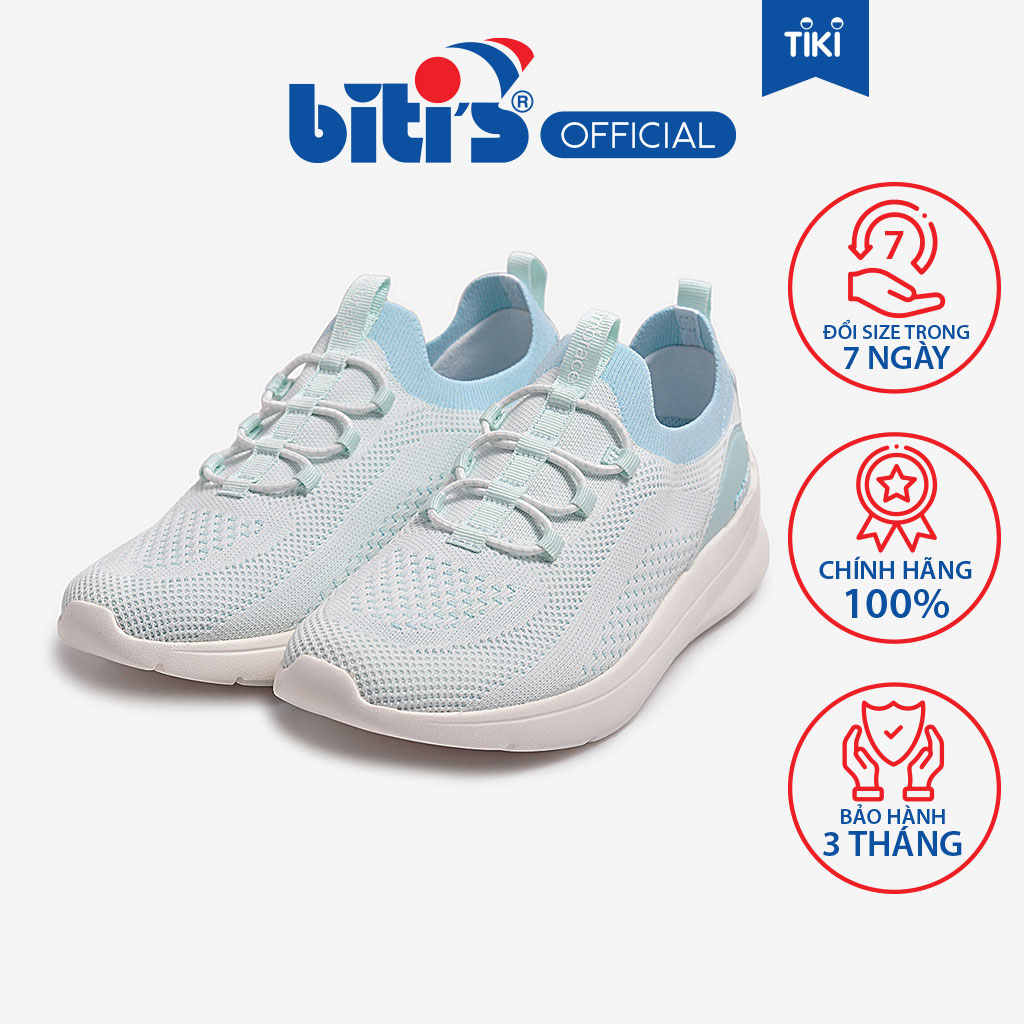 TiKi
biti's®
OFFICIAL
7
ĐỔI SIZE TRONG
7 NGÀY
CHÍNH HÃNG
100%
BẢO HÀNH
3 THÁNG